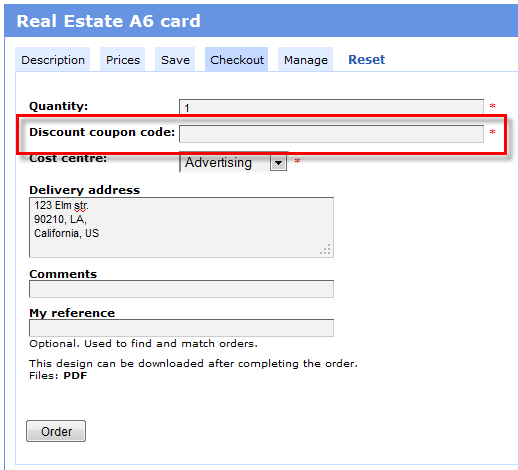 Real Estate A6 card
Description Prices Save Checkout Manage Reset
Quantity: 1 *
Discount coupon code: *
Cost centre: Advertising *
Delivery address
123 Elm str.
90210, LA,
California, US
Comments
My reference
Optional. Used to find and match orders.
This design can be downloaded after completing the order.
Files: PDF
Order